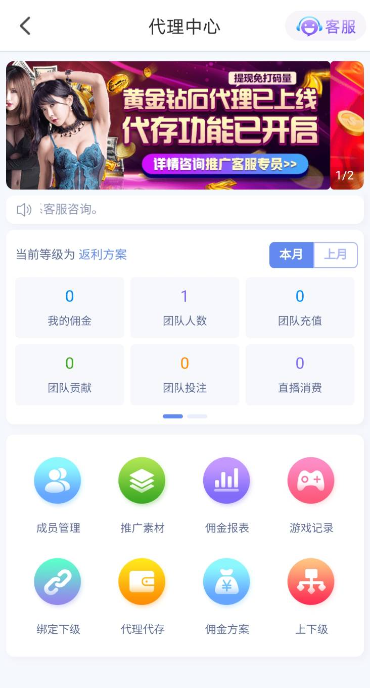 代理中心
客服
提现免打码量
黄金钻石代理已上线
代存功能已开启
详情咨询推广客服专员>>
1/2
客服咨询。
当前等级为 返利方案
本月 上月
0 1 0
我的佣金 团队人数 团队充值
0 0 0
团队贡献 团队投注 直播消费
成员管理 推广素材 佣金报表 游戏记录
绑定下级 代理代存 佣金方案 上下级